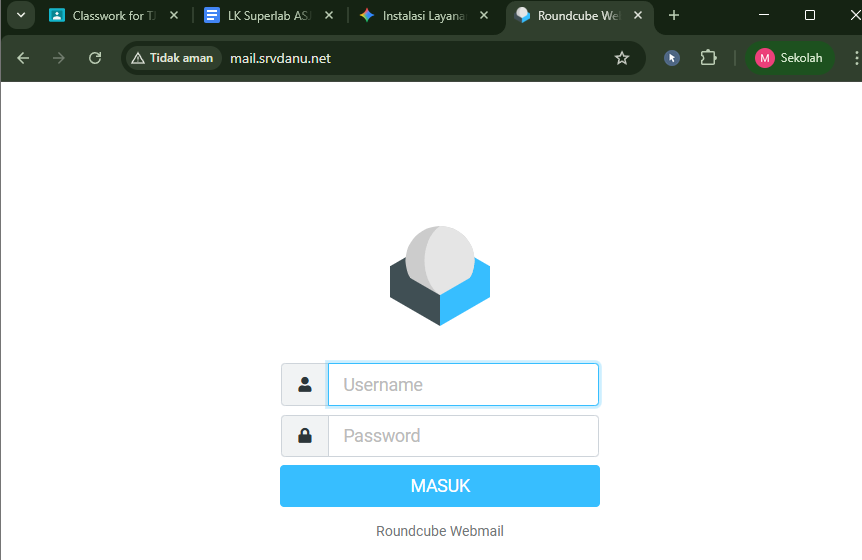 Classwork for TJ
LK Superlab ASJ
Instalasi Layana
Roundcube We
Tidak aman
mail.srvdanu.net
M
Sekolah
Username
Password
MASUK
Roundcube Webmail